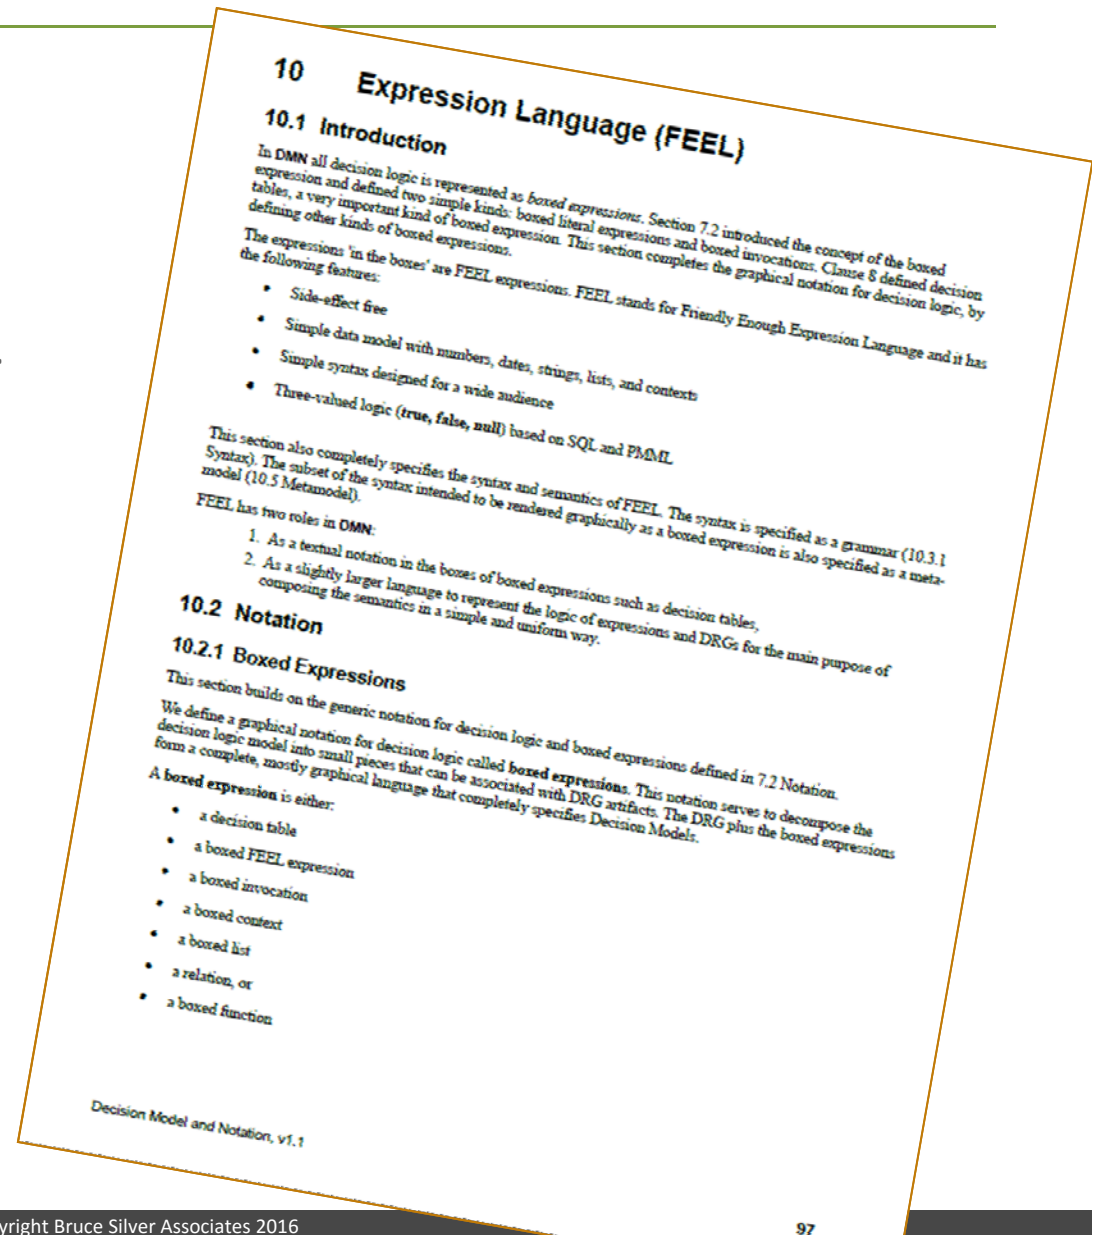 10 Expression Language (FEEL)
10.1 Introduction
In DMN all decision logic is represented as boxed expressions. Section 7.2 introduced the concept of the boxed
expression and defined two simple kinds: boxed literal expressions and boxed invocations. Clause 8 defined decision
tables, a very important kind of boxed expression. This section completes the graphical notation for decision logic, by
defining other kinds of boxed expressions.
The expressions 'in the boxes' are FEEL expressions. FEEL stands for Friendly Enough Expression Language and it has
the following features:
• Side-effect free
• Simple data model with numbers, dates, strings, lists, and contexts
• Simple syntax designed for a wide audience
• Three-valued logic (true, false, null) based on SQL and PMML
This section also completely specifies the syntax and semantics of FEEL. The syntax is specified as a grammar (10.3.1
Syntax). The subset of the syntax intended to be rendered graphically as a boxed expression is also specified as a meta-
model (10.5 Metamodel).
FEEL has two roles in DMN:
1. As a textual notation in the boxes of boxed expressions such as decision tables,
2. As a slightly larger language to represent the logic of expressions and DRGs for the main purpose of
composing the semantics in a simple and uniform way.
10.2 Notation
10.2.1 Boxed Expressions
This section builds on the generic notation for decision logic and boxed expressions defined in 7.2 Notation.
We define a graphical notation for decision logic called boxed expressions. This notation serves to decompose the
decision logic model into small pieces that can be associated with DRG artifacts. The DRG plus the boxed expressions
form a complete, mostly graphical language that completely specifies Decision Models.
A boxed expression is either:
• a decision table
• a boxed FEEL expression
• a boxed invocation
• a boxed context
• a boxed list
• a relation, or
• a boxed function
Decision Model and Notation, v1.1
97
yright Bruce Silver Associates 2016